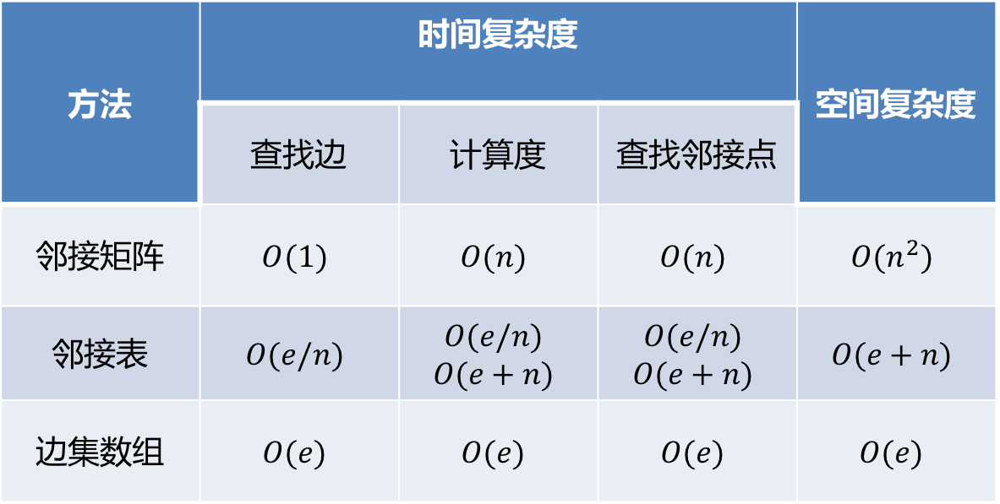 方法
时间复杂度
空间复杂度
查找边
计算度
查找邻接点
邻接矩阵
O(1)
O(n)
O(n)
O(n²)
邻接表
O(e/n)
O(e/n)
O(e + n)
O(e/n)
O(e + n)
O(e + n)
边集数组
O(e)
O(e)
O(e)
O(e)